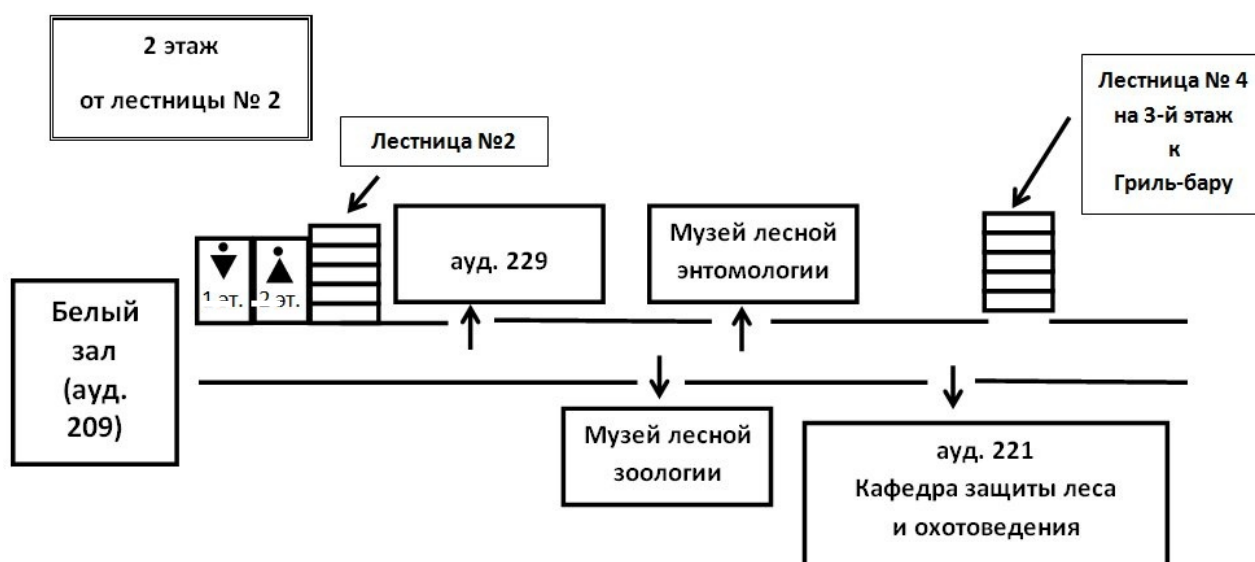 2 этаж
от лестницы № 2
Лестница № 4
на 3-й этаж
к
Гриль-бару
Лестница №2
1 эт.
2 эт.
ауд. 229
Музей лесной
энтомологии
Белый
зал
(ауд.
209)
Музей лесной
зоологии
ауд. 221
Кафедра защиты леса
и охотоведения